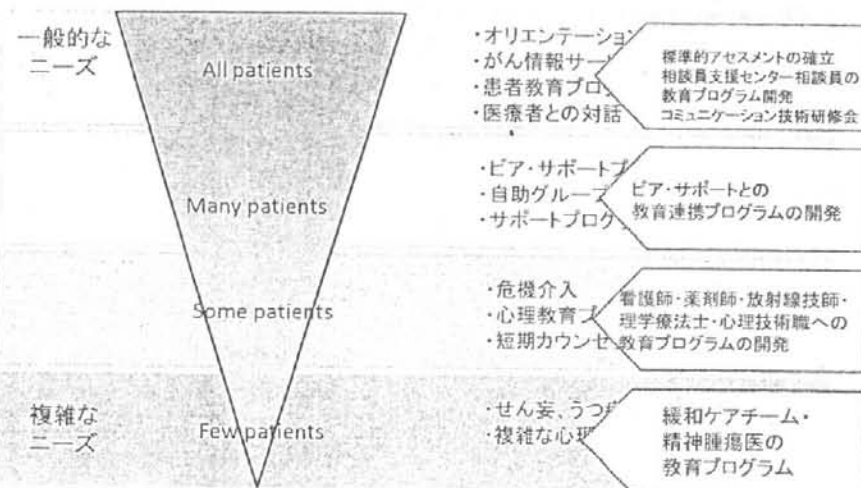 一般的な
ニーズ
All patients
・オリエンテーション
・がん情報サー
・患者教育プロ
・医療者との対話
標準的アセスメントの確立
相談員支援センター相談員の
教育プログラム開発
コミュニケーション技術研修会
Many patients
・ピア・サポートプ
・自助グループ
・サポートプログ
ピア・サポートとの
教育連携プログラムの開発
Some patients
・危機介入
・心理教育プ
・短期カウンセ
看護師・薬剤師・放射線技師・
理学療法士・心理技術職への
教育プログラムの開発
複雑な
ニーズ
Few patients
・せん妄、うつ
・複雑な心理
緩和ケアチーム・
精神腫瘍医の
教育プログラム